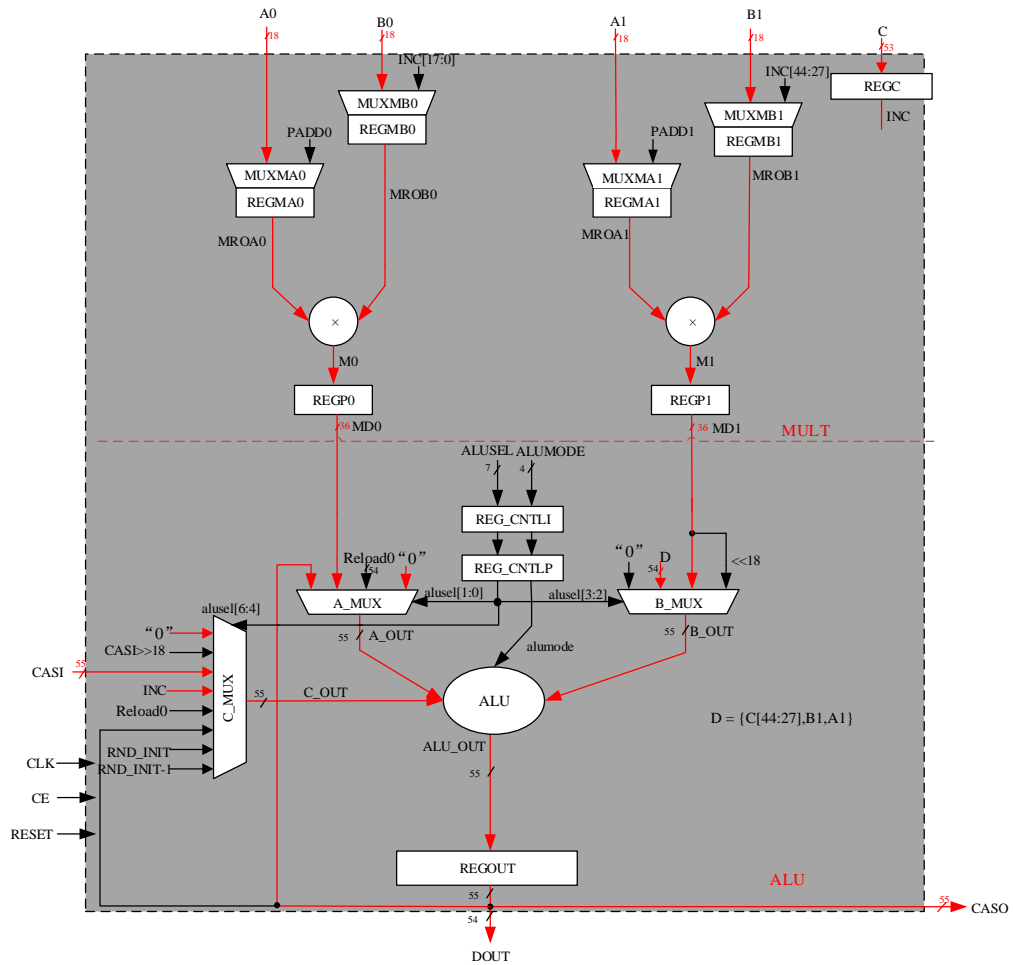 A0 B0 A1 B1 C
18 18 18 18 53
INC[17:0] INC[44:27] REGC
MUXMB0 MUXMB1 INC
REGMB0 REGMB1
PADD0 PADD1
MUXMA0 MUXMA1
REGMA0 REGMA1
MROB0 MROB1
MROA0 MROA1
× ×
M0 M1
REGP0 REGP1
36 MD0 36 MD1
MULT
ALUSEL ALUMODE
7 4
REG_CNTLI
REG_CNTLP
Reload0 “0” “0” D <<18
54 54
A_MUX alusel[1:0] alusel[3:2] B_MUX
alusel[6:4]
“0” 55 A_OUT 55 B_OUT
CASI>>18 alumode
CASI 55
INC C_MUX 55 C_OUT ALU
Reload0
D = {C[44:27],B1,A1}
RND_INIT ALU_OUT
CLK RND_INIT-1 55
CE
RESET
REGOUT
55 ALU
54 55 CASO
DOUT